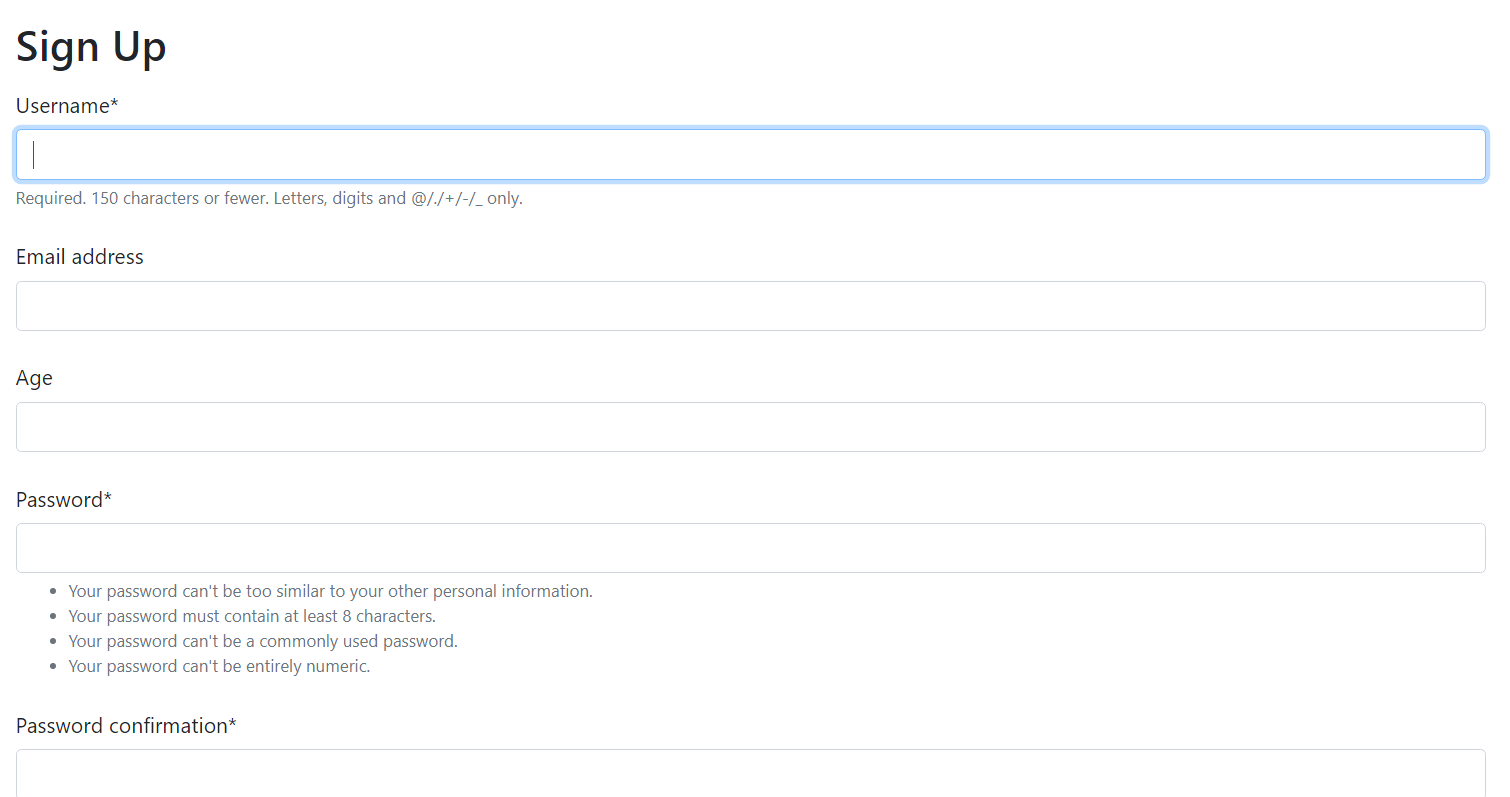 Sign Up
Username*
Required. 150 characters or fewer. Letters, digits and @/./+/-/_ only.
Email address
Age
Password*
Your password can't be too similar to your other personal information.
Your password must contain at least 8 characters.
Your password can't be a commonly used password.
Your password can't be entirely numeric.
Password confirmation*